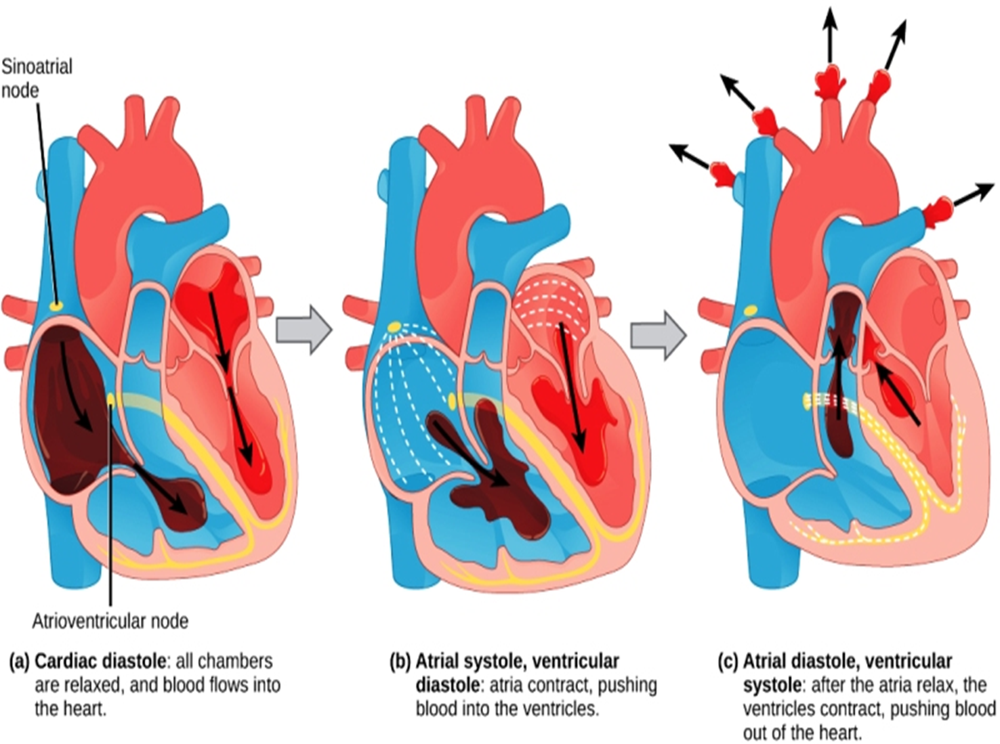 Sinoatrial
node
Atrioventricular node
(a) Cardiac diastole: all chambers
are relaxed, and blood flows into
the heart.
(b) Atrial systole, ventricular
diastole: atria contract, pushing
blood into the ventricles.
(c) Atrial diastole, ventricular
systole: after the atria relax, the
ventricles contract, pushing blood
out of the heart.